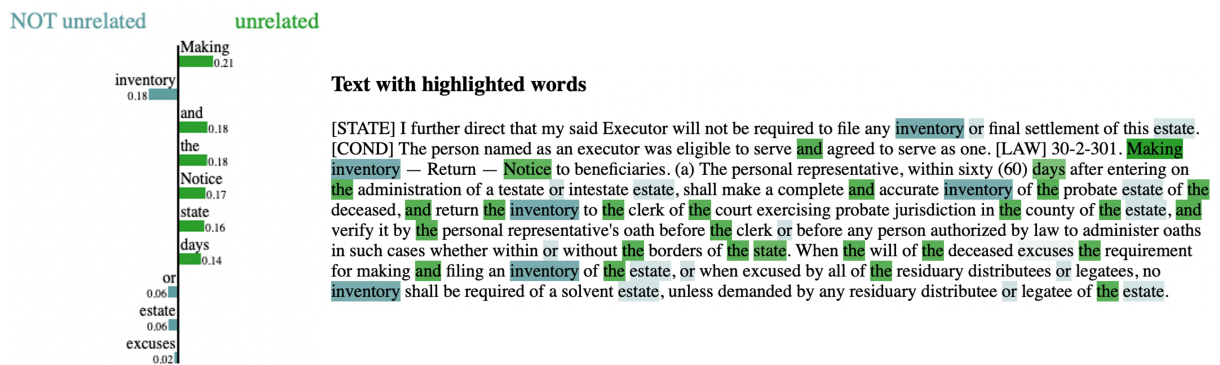 NOT unrelated
unrelated
Making
0.21
inventory
0.18
and
0.18
the
0.18
Notice
0.17
state
0.16
days
0.14
or
0.06
estate
0.06
excuses
0.02
Text with highlighted words
[STATE] I further direct that my said Executor will not be required to file any inventory or final settlement of this estate.
[COND] The person named as an executor was eligible to serve and agreed to serve as one. [LAW] 30-2-301. Making
inventory — Return — Notice to beneficiaries. (a) The personal representative, within sixty (60) days after entering on
the administration of a testate or intestate estate, shall make a complete and accurate inventory of the probate estate of the
deceased, and return the inventory to the clerk of the court exercising probate jurisdiction in the county of the estate, and
verify it by the personal representative's oath before the clerk or before any person authorized by law to administer oaths
in such cases whether within or without the borders of the state. When the will of the deceased excuses the requirement
for making and filing an inventory of the estate, or when excused by all of the residuary distributees or legatees, no
inventory shall be required of a solvent estate, unless demanded by any residuary distributee or legatee of the estate.